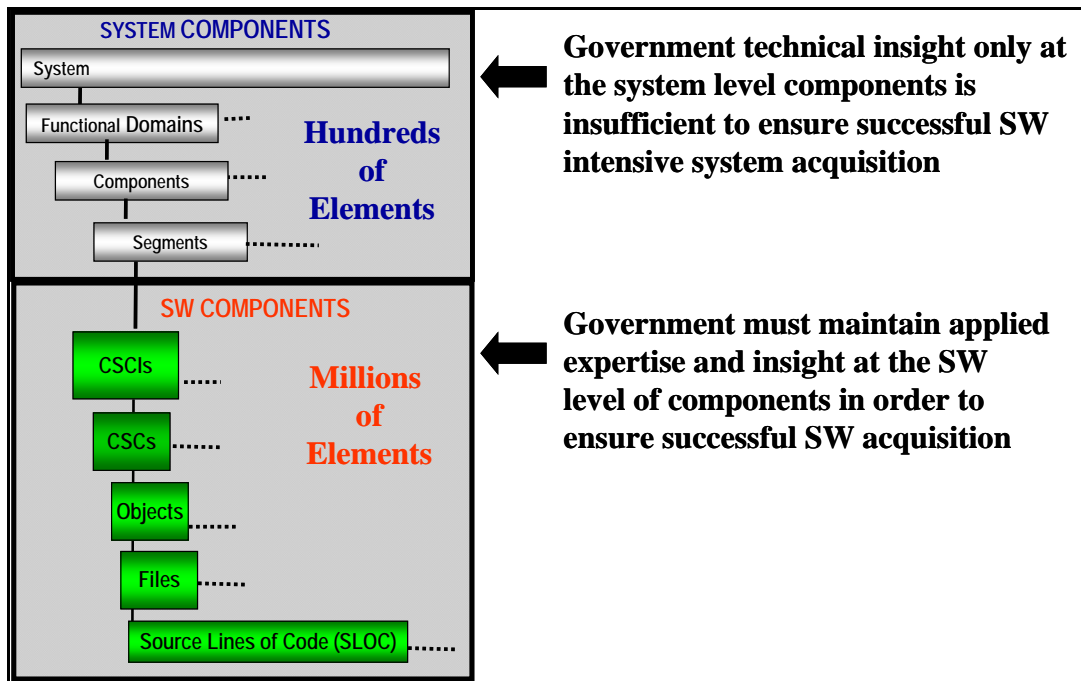 SYSTEM COMPONENTS
System
Functional Domains
Components
Segments
Hundreds
of
Elements
Government technical insight only at
the system level components is
insufficient to ensure successful SW
intensive system acquisition
SW COMPONENTS
CSCIs
CSCs
Objects
Files
Source Lines of Code (SLOC)
Millions
of
Elements
Government must maintain applied
expertise and insight at the SW
level of components in order to
ensure successful SW acquisition